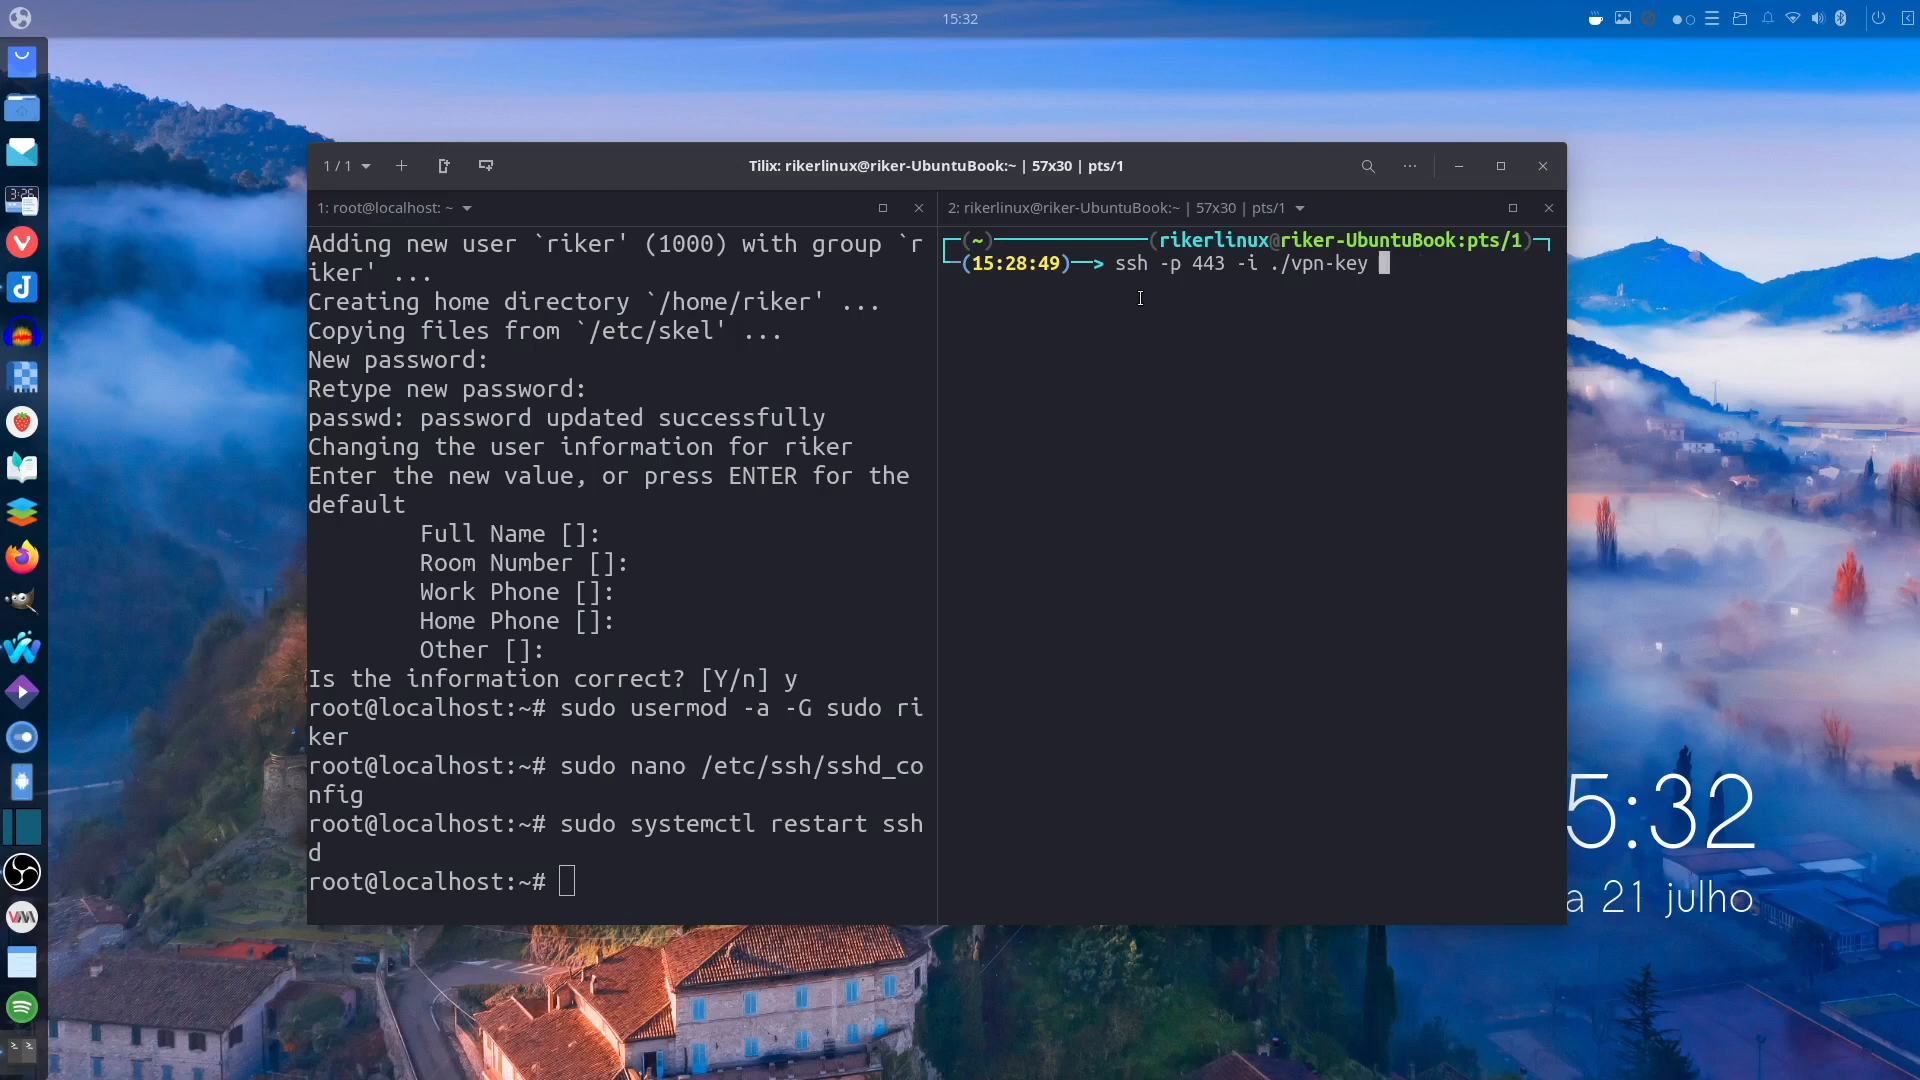 15:32
1 / 1
Tilix: rikerlinux@riker-UbuntuBook:~ | 57x30 | pts/1
1: root@localhost: ~
2: rikerlinux@riker-UbuntuBook:~ | 57x30 | pts/1
Adding new user `riker' (1000) with group `r
iker' ...
Creating home directory `/home/riker' ...
Copying files from `/etc/skel' ...
New password:
Retype new password:
passwd: password updated successfully
Changing the user information for riker
Enter the new value, or press ENTER for the
default
Full Name []:
Room Number []:
Work Phone []:
Home Phone []:
Other []:
Is the information correct? [Y/n] y
root@localhost:~# sudo usermod -a -G sudo ri
ker
root@localhost:~# sudo nano /etc/ssh/sshd_co
nfig
root@localhost:~# sudo systemctl restart ssh
d
root@localhost:~#
(~) (rikerlinux@riker-UbuntuBook:pts/1)
(15:28:49) > ssh -p 443 -i ./vpn-key
5:32
a 21 julho
3:26